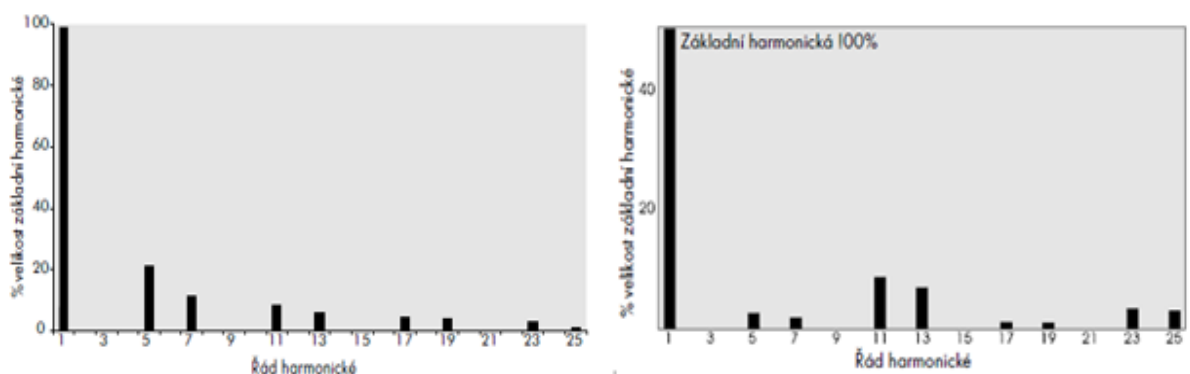 100
80
60
40
20
0
% velikost základní harmonické
1 3 5 7 9 11 13 15 17 19 21 23 25
Řád harmonické
Základní harmonická 100%
40
20
% velikost základní harmonické
1 3 5 7 9 11 13 15 17 19 21 23 25
Řád harmonické